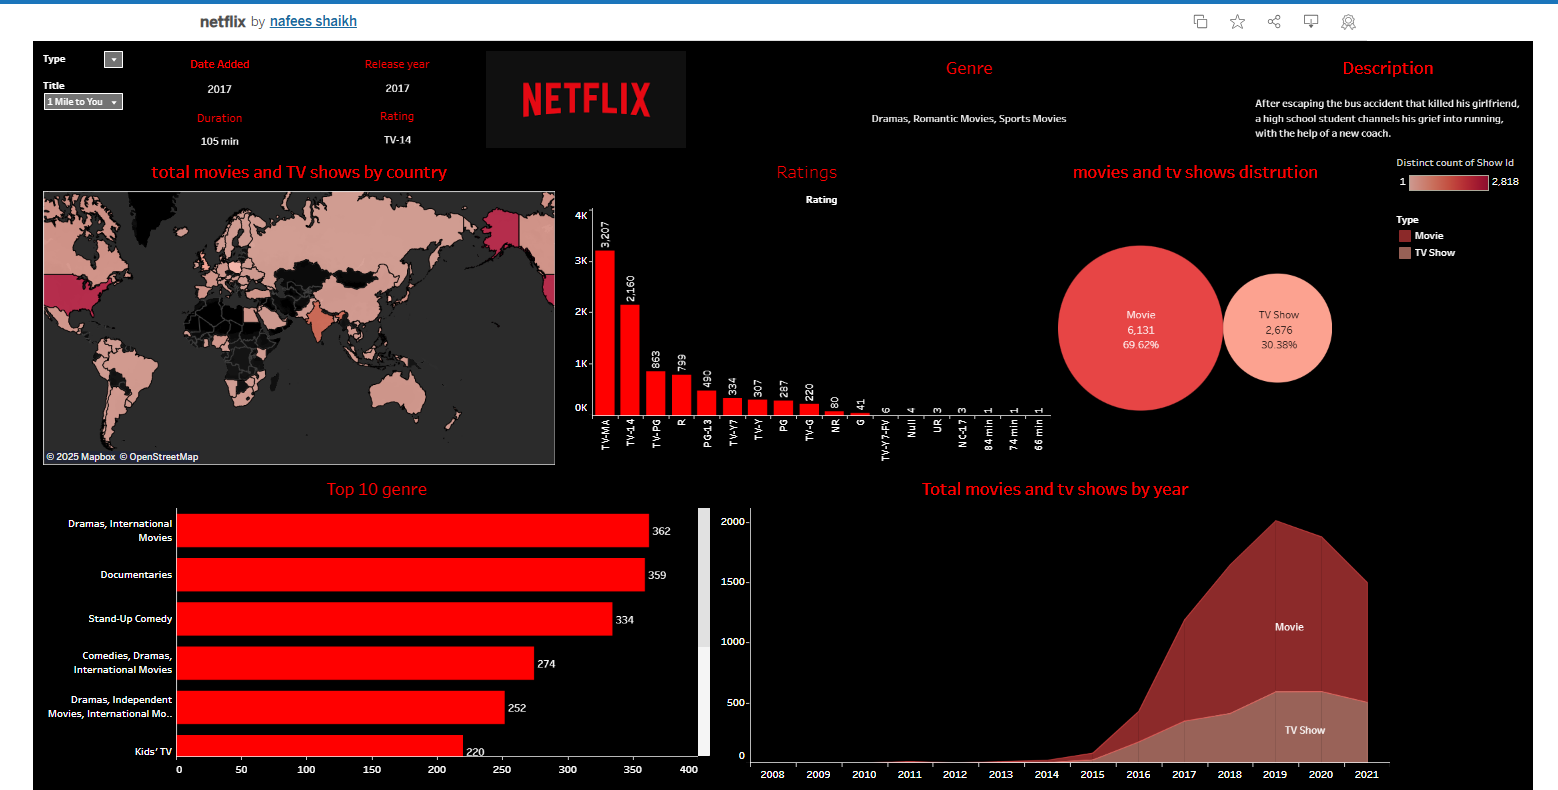 netflix by nafees shaikh
Type
Title
1 Mile to You
Date Added
2017
Duration
105 min
Release year
2017
Rating
TV-14
NETFLIX
Genre
Dramas, Romantic Movies, Sports Movies
Description
After escaping the bus accident that killed his girlfriend,
a high school student channels his grief into running,
with the help of a new coach.
total movies and TV shows by country
© 2025 Mapbox © OpenStreetMap
Ratings
Rating
4K
3K
2K
1K
0K
3,207
2,160
863
799
490
334
307
287
220
80
41
6
4
3
3
1
1
1
TV-MA
TV-14
TV-PG
R
PG-13
TV-Y7
TV-Y
PG
TV-G
NR
G
TV-Y7-FV
Null
UR
NC-17
84 min
74 min
66 min
movies and tv shows distrution
Movie
6,131
69.62%
TV Show
2,676
30.38%
Distinct count of Show Id
1 2,818
Type
Movie
TV Show
Top 10 genre
Dramas, International
Movies
362
Documentaries
359
Stand-Up Comedy
334
Comedies, Dramas,
International Movies
274
Dramas, Independent
Movies, International Mo..
252
Kids' TV
220
0 50 100 150 200 250 300 350 400
Total movies and tv shows by year
2000
1500
1000
500
0
Movie
TV Show
2008 2009 2010 2011 2012 2013 2014 2015 2016 2017 2018 2019 2020 2021